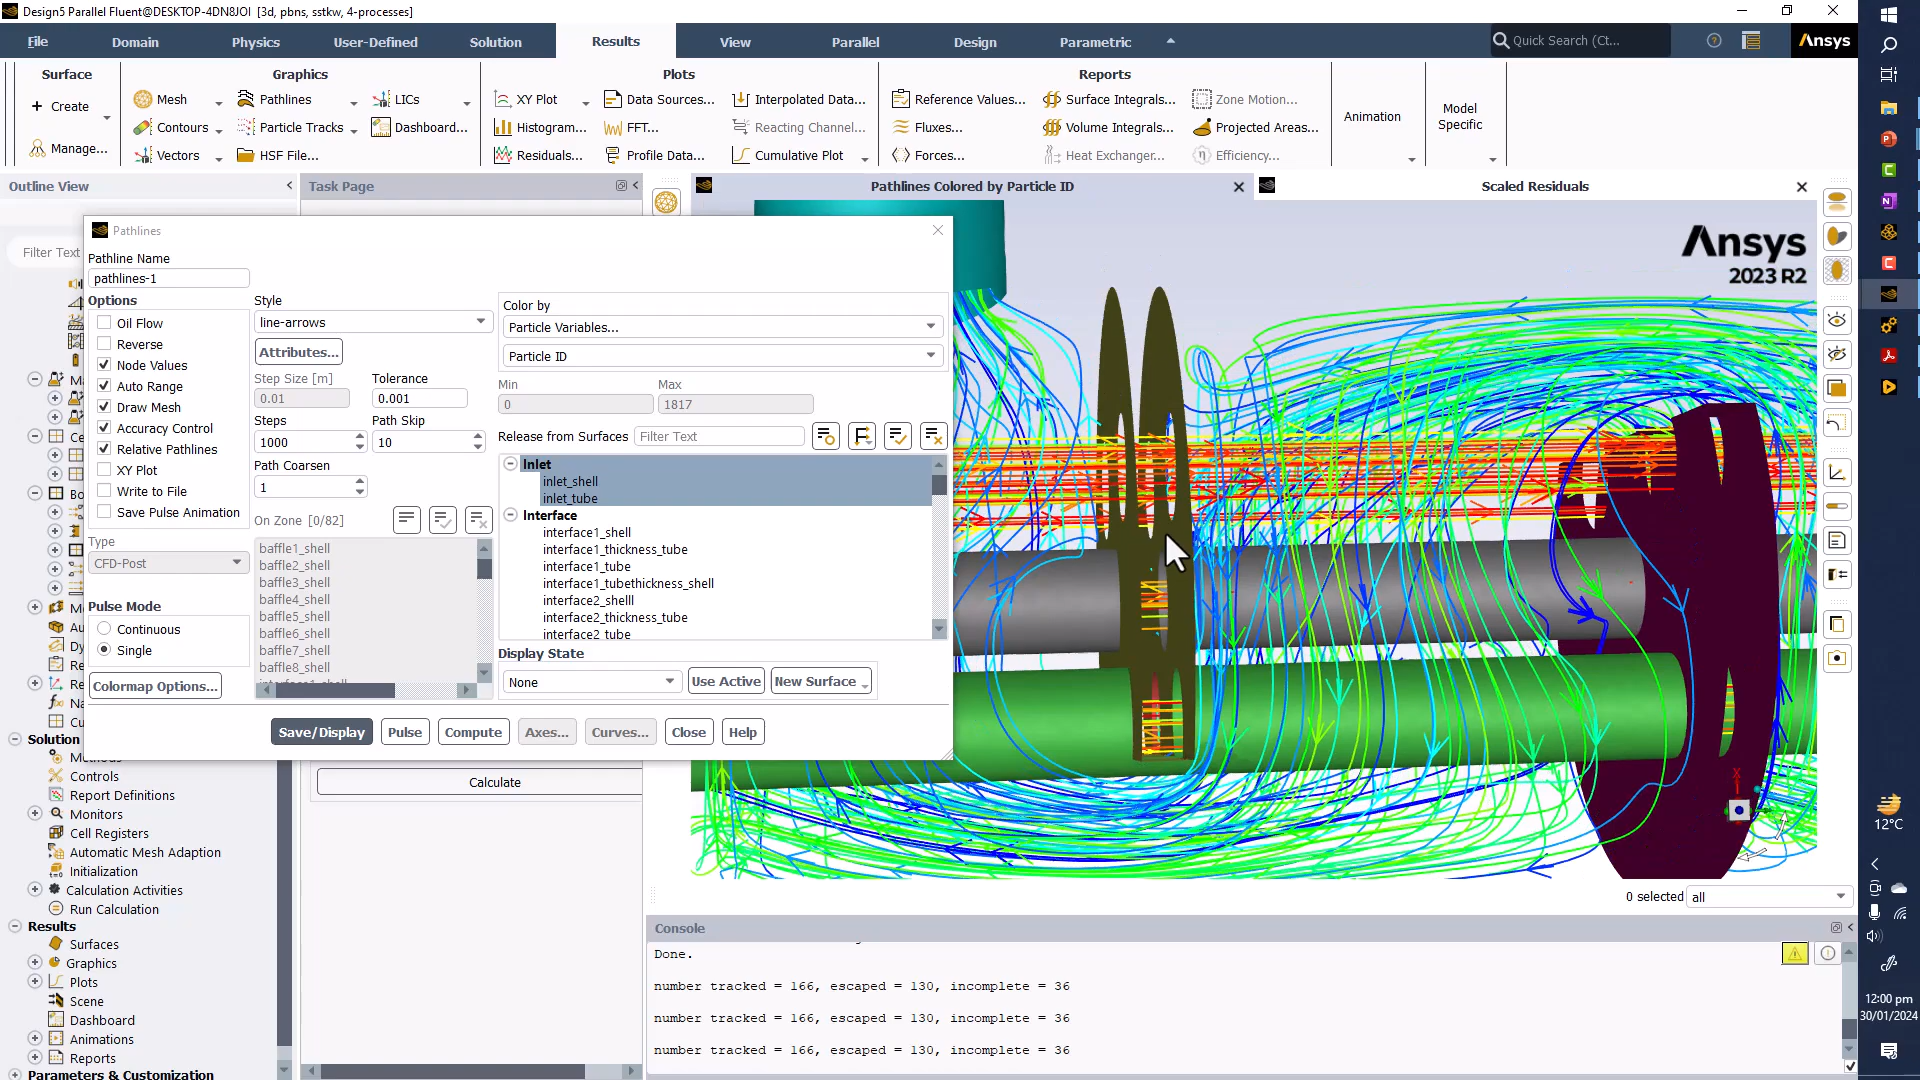 Design5 Parallel Fluent@DESKTOP-4DN8JOI [3d, pbns, sstkw, 4-processes]
File
Domain
Physics
User-Defined
Solution
Results
View
Parallel
Design
Parametric
Quick Search (Ct...
Ansys
Surface
Graphics
Plots
Reports
Create
Manage...
Mesh
Contours
Vectors
Pathlines
Particle Tracks
HSF File...
LICs
Dashboard...
XY Plot
Histogram...
Residuals...
Data Sources...
FFT...
Profile Data...
Interpolated Data...
Reacting Channel...
Cumulative Plot
Reference Values...
Fluxes...
Forces...
Surface Integrals...
Volume Integrals...
Heat Exchanger...
Zone Motion...
Projected Areas...
Efficiency...
Animation
Model
Specific
Outline View
Task Page
Pathlines Colored by Particle ID
Scaled Residuals
Filter Text
Pathlines
Pathline Name
pathlines-1
Options
Oil Flow
Reverse
Node Values
Auto Range
Draw Mesh
Accuracy Control
Relative Pathlines
XY Plot
Write to File
Save Pulse Animation
Type
CFD-Post
Pulse Mode
Continuous
Single
Colormap Options...
Style
line-arrows
Attributes...
Step Size [m]
Tolerance
0.01
0.001
Steps
Path Skip
1000
10
Path Coarsen
1
On Zone [0/82]
baffle1_shell
baffle2_shell
baffle3_shell
baffle4_shell
baffle5_shell
baffle6_shell
baffle7_shell
baffle8_shell
Color by
Particle Variables...
Particle ID
Min
Max
0
1817
Release from Surfaces
Filter Text
Inlet
inlet_shell
inlet_tube
Interface
interface1_shell
interface1_thickness_tube
interface1_tube
interface1_tubethickness_shell
interface2_shelll
interface2_thickness_tube
interface2_tube
Display State
None
Use Active
New Surface
Save/Display
Pulse
Compute
Axes...
Curves...
Close
Help
Calculate
Solution
Methods
Controls
Report Definitions
Monitors
Cell Registers
Automatic Mesh Adaption
Initialization
Calculation Activities
Run Calculation
Results
Surfaces
Graphics
Plots
Scene
Dashboard
Animations
Reports
Parameters & Customization
Ansys
2023 R2
X
0 selected
all
Console
Done.
number tracked = 166, escaped = 130, incomplete = 36
number tracked = 166, escaped = 130, incomplete = 36
number tracked = 166, escaped = 130, incomplete = 36
12°C
12:00 pm
30/01/2024